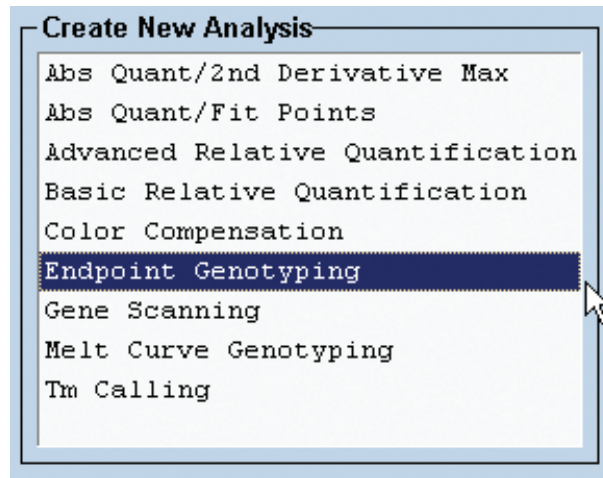 Create New Analysis
Abs Quant/2nd Derivative Max
Abs Quant/Fit Points
Advanced Relative Quantification
Basic Relative Quantification
Color Compensation
Endpoint Genotyping
Gene Scanning
Melt Curve Genotyping
Tm Calling